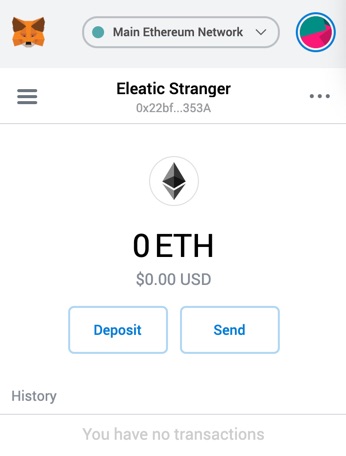 Main Ethereum Network
Eleatic Stranger
0x22bf...353A
0 ETH
$0.00 USD
Deposit
Send
History
You have no transactions